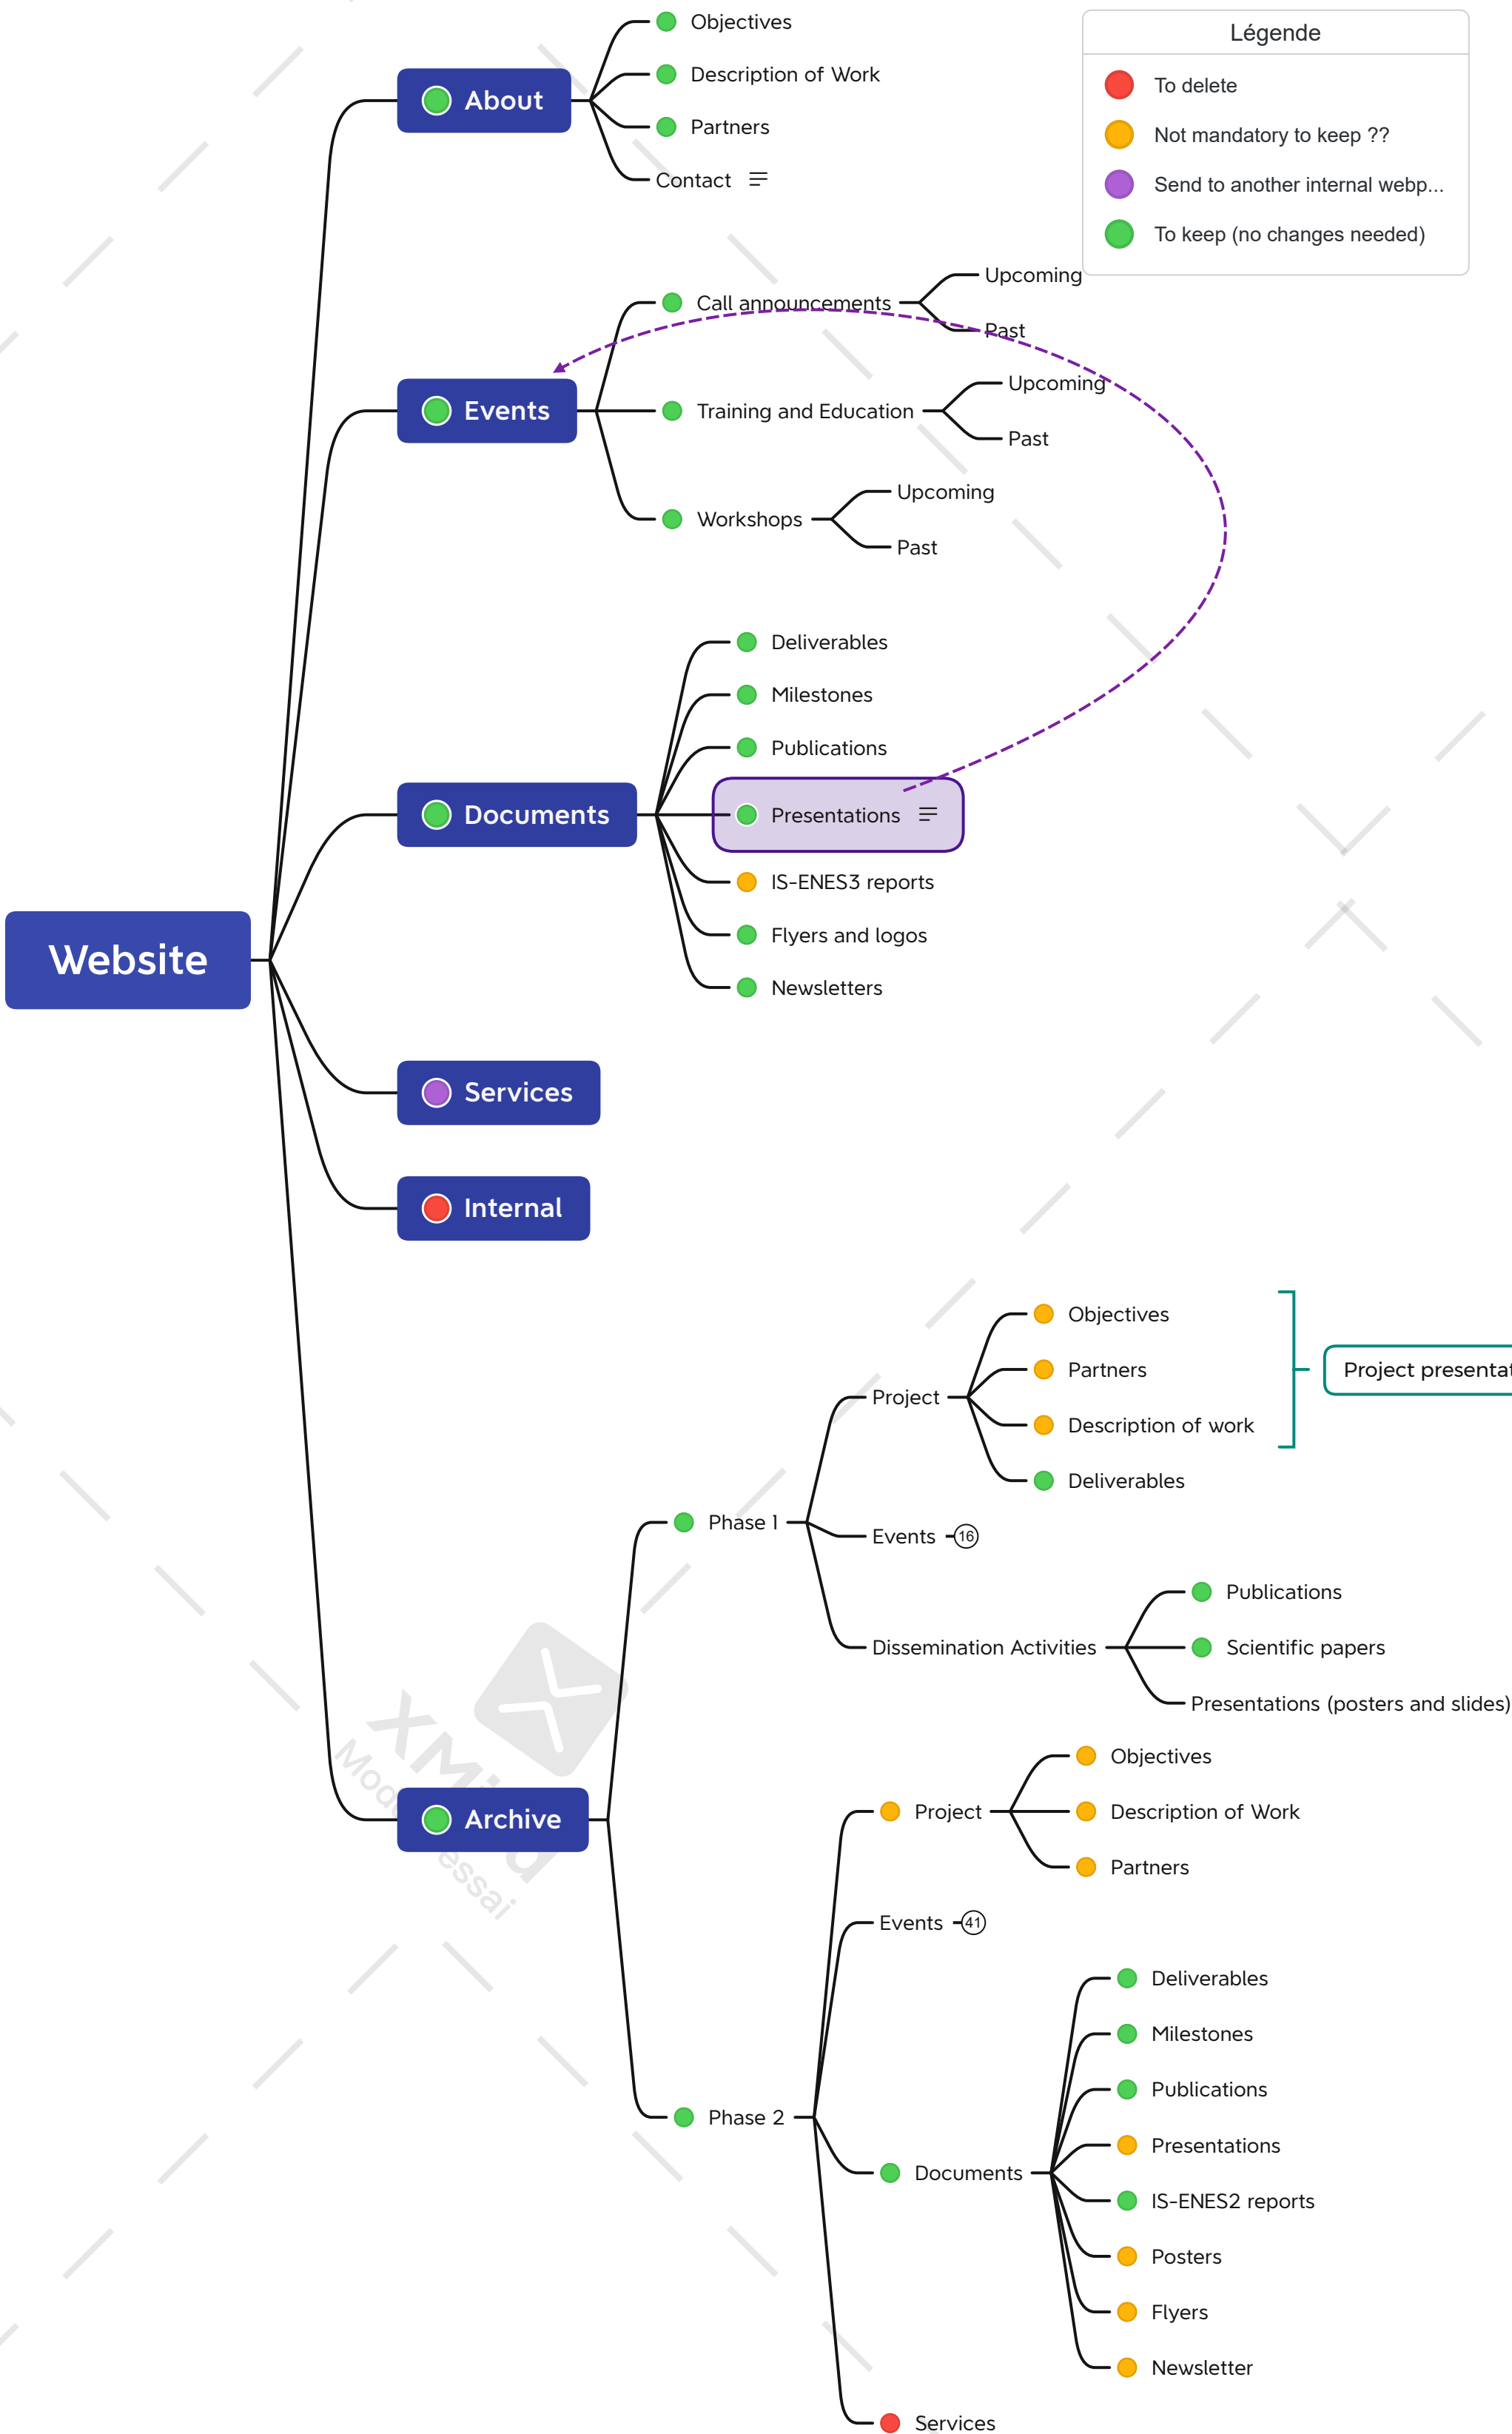 Légende
To delete
Not mandatory to keep ??
Send to another internal webp...
To keep (no changes needed)
Website
About
Objectives
Description of Work
Partners
Contact
Events
Call announcements
Upcoming
Past
Training and Education
Upcoming
Past
Workshops
Upcoming
Past
Documents
Deliverables
Milestones
Publications
Presentations
IS-ENES3 reports
Flyers and logos
Newsletters
Services
Internal
Archive
Phase 1
Project
Objectives
Partners
Description of work
Deliverables
Project
Events
16
Dissemination Activities
Publications
Scientific papers
Presentations (posters and slides)
Phase 2
Project
Objectives
Description of Work
Partners
Events
41
Documents
Deliverables
Milestones
Publications
Presentations
IS-ENES2 reports
Posters
Flyers
Newsletter
Services
essai